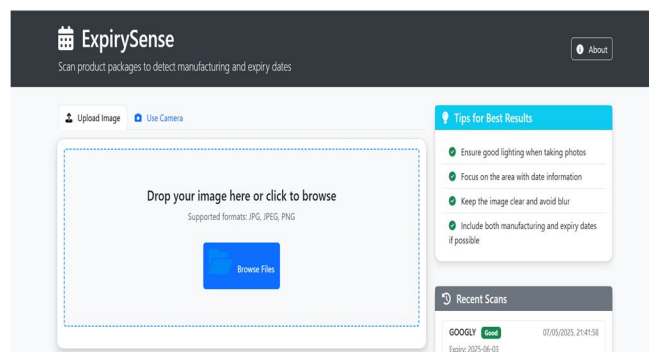 ExpirySense
Scan product packages to detect manufacturing and expiry dates
About
Upload Image
Use Camera
Drop your image here or click to browse
Supported formats: JPG, JPEG, PNG
Browse Files
Tips for Best Results
Ensure good lighting when taking photos
Focus on the area with date information
Keep the image clear and avoid blur
Include both manufacturing and expiry dates
if possible
Recent Scans
GOOGLY Good 07/05/2025, 21:41:58
Expiry: 2025-06-03